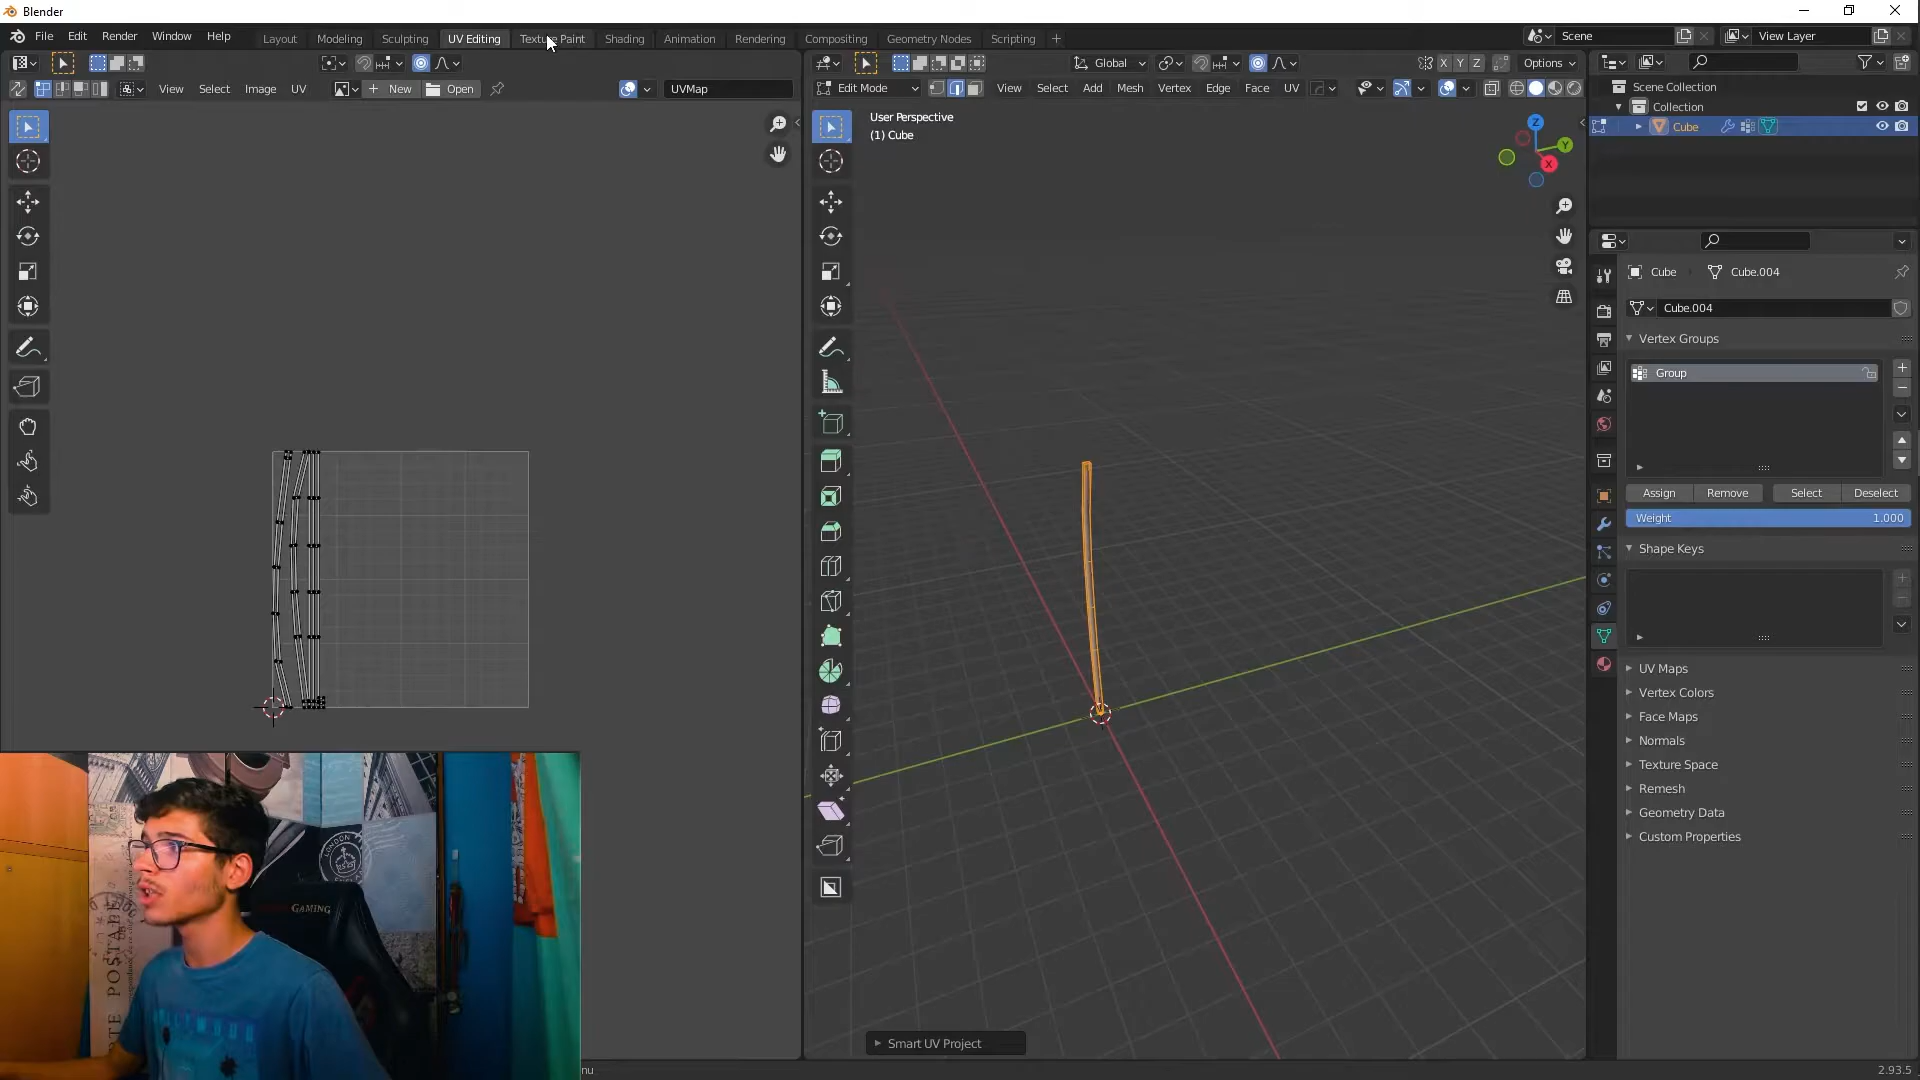 Blender
File Edit Render Window Help
Layout Modeling Sculpting UV Editing Texture Paint Shading Animation Rendering Compositing Geometry Nodes Scripting +
Scene
View Layer
Global
X Y Z
Options
View Select Image UV
New
Open
UVMap
Edit Mode
View Select Add Mesh Vertex Edge Face UV
User Perspective
(1) Cube
Z
Y
X
Scene Collection
Collection
Cube
Cube
Cube.004
Cube.004
Vertex Groups
Group
Assign Remove Select Deselect
Weight 1.000
Shape Keys
UV Maps
Vertex Colors
Face Maps
Normals
Texture Space
Remesh
Geometry Data
Custom Properties
Smart UV Project
nu
2.93.5
LONDON
GAMING
POSTA